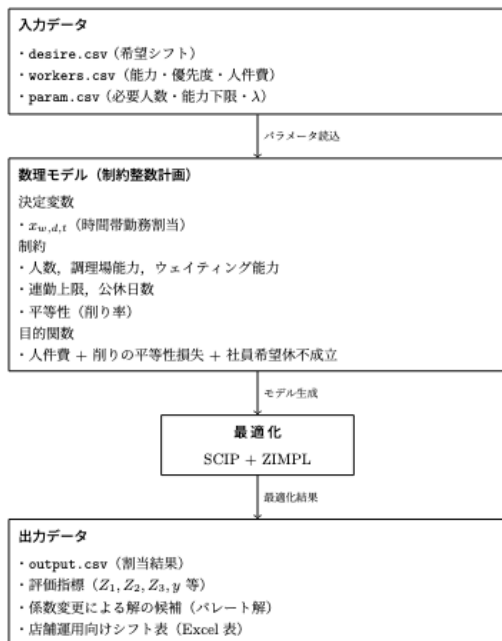 入力データ
・desire.csv（希望シフト）
・workers.csv（能力・優先度・人件費）
・param.csv（必要人数・能力下限・λ）
パラメータ読込
数理モデル（制約整数計画）
決定変数
・x_{w,d,t}（時間帯勤務割当）
制約
・人数，調理場能力，ウェイティング能力
・連勤上限，公休日数
・平等性（削り率）
目的関数
・人件費 + 削りの平等性損失 + 社員希望休不成立
モデル生成
最適化
SCIP + ZIMPL
最適化結果
出力データ
・output.csv（割当結果）
・評価指標（Z_1, Z_2, Z_3, y 等）
・係数変更による解の候補（パレート解）
・店舗運用向けシフト表（Excel 表）